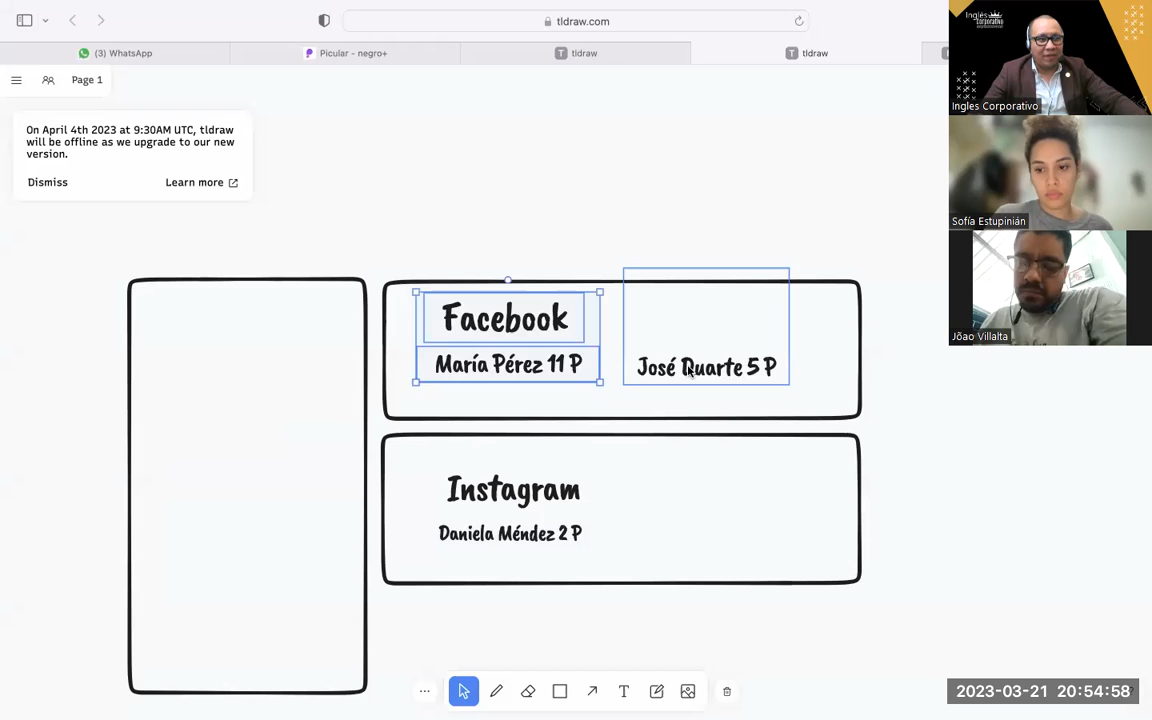 tldraw.com
(3) WhatsApp
Picular - negro+
tldraw
tldraw
Page 1
On April 4th 2023 at 9:30AM UTC, tldraw
will be offline as we upgrade to our new
version.
Dismiss
Learn more
Facebook
María Pérez 11 P
José Duarte 5 P
Instagram
Daniela Méndez 2 P
Inglés
Corporativo
Ingles Corporativo
Sofía Estupinián
Jõao Villalta
2023-03-21 20:54:58